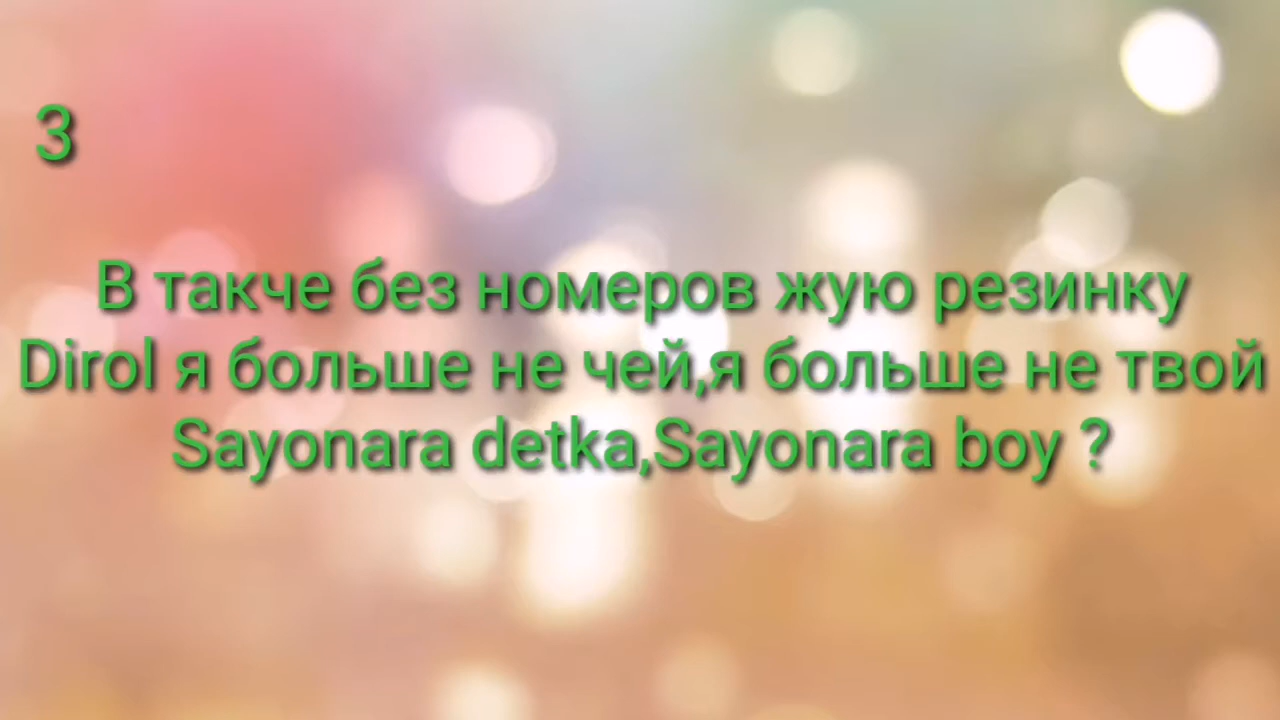 3
В такче без номеров жую резинку
Dirol я больше не чей,я больше не твой
Sayonara detka,Sayonara boy ?